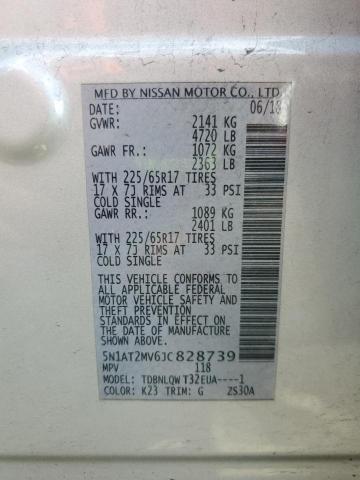 MFD BY NISSAN MOTOR CO., LTD.
DATE: 06/18
GVWR: 2141 KG
4720 LB
GAWR FR.: 1072 KG
2363 LB
WITH 225/65R17 TIRES
17 X 7J RIMS AT 33 PSI
COLD SINGLE
GAWR RR.: 1089 KG
2401 LB
WITH 225/65R17 TIRES
17 X 7J RIMS AT 33 PSI
COLD SINGLE
THIS VEHICLE CONFORMS TO
ALL APPLICABLE FEDERAL
MOTOR VEHICLE SAFETY AND
THEFT PREVENTION
STANDARDS IN EFFECT ON
THE DATE OF MANUFACTURE
SHOWN ABOVE.
5N1AT2MV6JC828739
MPV 118
MODEL: TDBNLQW T32EUA----1
COLOR: K23 TRIM: G ZS30A